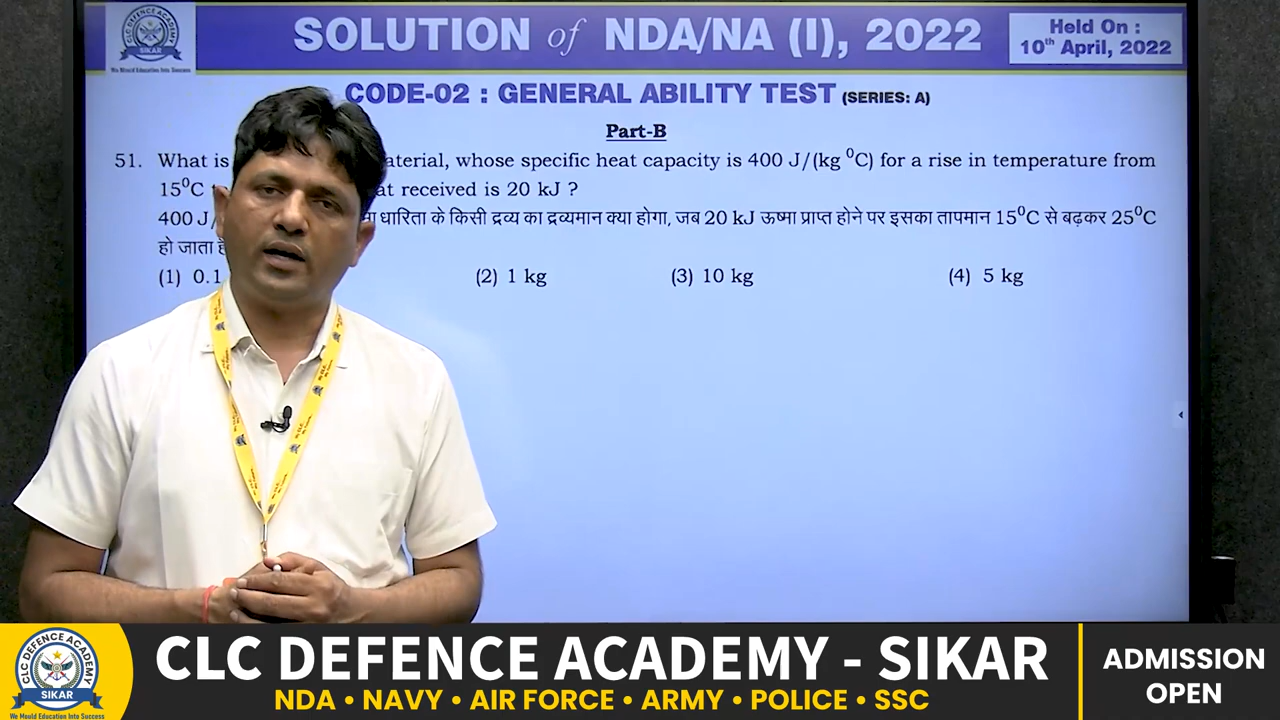 CLC DEFENCE ACADEMY
SIKAR
We Mould Education Into Success
SOLUTION of NDA/NA (I), 2022
Held On :
10th April, 2022
CODE-02 : GENERAL ABILITY TEST (SERIES: A)
Part-B
51. What is aterial, whose specific heat capacity is 400 J/(kg ⁰C) for a rise in temperature from
15⁰C at received is 20 kJ ?
400 J/ धारिता के किसी द्रव्य का द्रव्यमान क्या होगा, जब 20 kJ ऊष्मा प्राप्त होने पर इसका तापमान 15⁰C से बढ़कर 25⁰C
हो जाता
(1) 0.1 (2) 1 kg (3) 10 kg (4) 5 kg
CLC DEFENCE ACADEMY
SIKAR
We Mould Education Into Success
CLC DEFENCE ACADEMY - SIKAR
NDA • NAVY • AIR FORCE • ARMY • POLICE • SSC
ADMISSION
OPEN